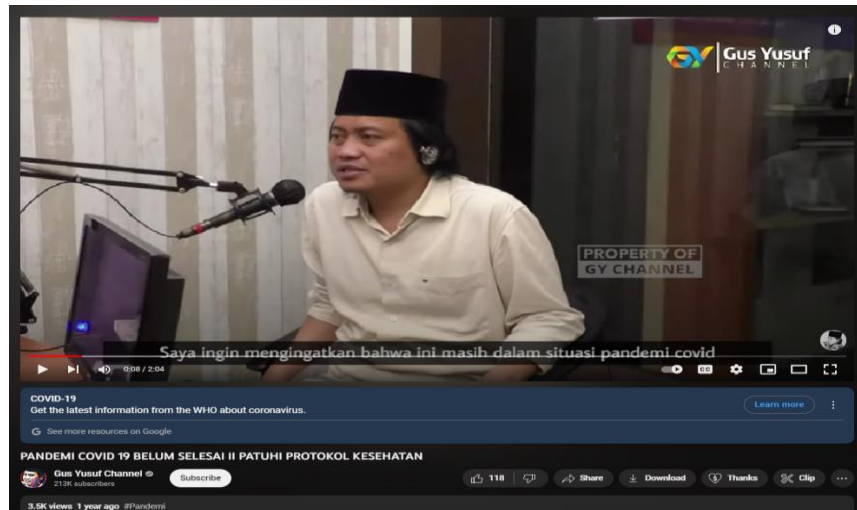 GY Gus Yusuf
CHANNEL
PROPERTY OF
GY CHANNEL
Saya ingin mengingatkan bahwa ini masih dalam situasi pandemi covid
0:08 / 2:04
CC
COVID-19
Get the latest information from the WHO about coronavirus.
Learn more
G See more resources on Google
PANDEMI COVID 19 BELUM SELESAI II PATUHI PROTOKOL KESEHATAN
Gus Yusuf Channel
213K subscribers
Subscribe
118
Share
Download
Thanks
Clip
3.5K views 1 year ago #Pandemi